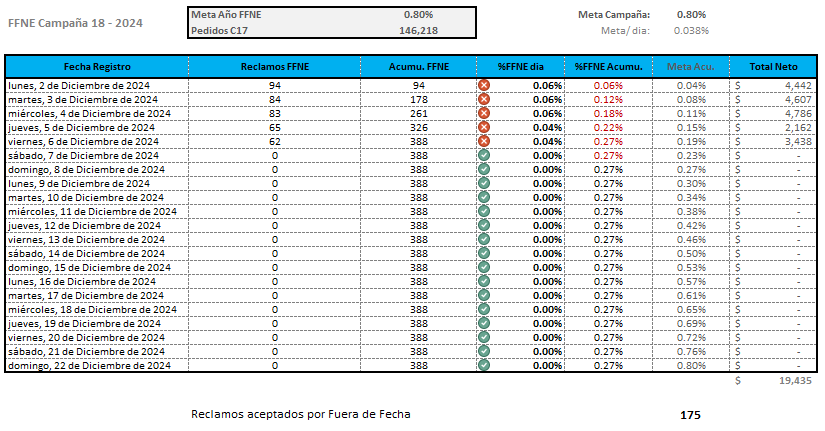 FFNE Campaña 18 - 2024
Meta Año FFNE 0.80%
Pedidos C17 146,218
Meta Campaña: 0.80%
Meta/ dia: 0.038%
Fecha Registro Reclamos FFNE Acumu. FFNE %FFNE dia %FFNE Acumu. Meta Acu. Total Neto
lunes, 2 de Diciembre de 2024 94 94 0.06% 0.06% 0.04% $ 4,442
martes, 3 de Diciembre de 2024 84 178 0.06% 0.12% 0.08% $ 4,607
miércoles, 4 de Diciembre de 2024 83 261 0.06% 0.18% 0.11% $ 4,786
jueves, 5 de Diciembre de 2024 65 326 0.04% 0.22% 0.15% $ 2,162
viernes, 6 de Diciembre de 2024 62 388 0.04% 0.27% 0.19% $ 3,438
sábado, 7 de Diciembre de 2024 0 388 0.00% 0.27% 0.23% $ -
domingo, 8 de Diciembre de 2024 0 388 0.00% 0.27% 0.27% $ -
lunes, 9 de Diciembre de 2024 0 388 0.00% 0.27% 0.30% $ -
martes, 10 de Diciembre de 2024 0 388 0.00% 0.27% 0.34% $ -
miércoles, 11 de Diciembre de 2024 0 388 0.00% 0.27% 0.38% $ -
jueves, 12 de Diciembre de 2024 0 388 0.00% 0.27% 0.42% $ -
viernes, 13 de Diciembre de 2024 0 388 0.00% 0.27% 0.46% $ -
sábado, 14 de Diciembre de 2024 0 388 0.00% 0.27% 0.50% $ -
domingo, 15 de Diciembre de 2024 0 388 0.00% 0.27% 0.53% $ -
lunes, 16 de Diciembre de 2024 0 388 0.00% 0.27% 0.57% $ -
martes, 17 de Diciembre de 2024 0 388 0.00% 0.27% 0.61% $ -
miércoles, 18 de Diciembre de 2024 0 388 0.00% 0.27% 0.65% $ -
jueves, 19 de Diciembre de 2024 0 388 0.00% 0.27% 0.69% $ -
viernes, 20 de Diciembre de 2024 0 388 0.00% 0.27% 0.72% $ -
sábado, 21 de Diciembre de 2024 0 388 0.00% 0.27% 0.76% $ -
domingo, 22 de Diciembre de 2024 0 388 0.00% 0.27% 0.80% $ -
$ 19,435
Reclamos aceptados por Fuera de Fecha 175